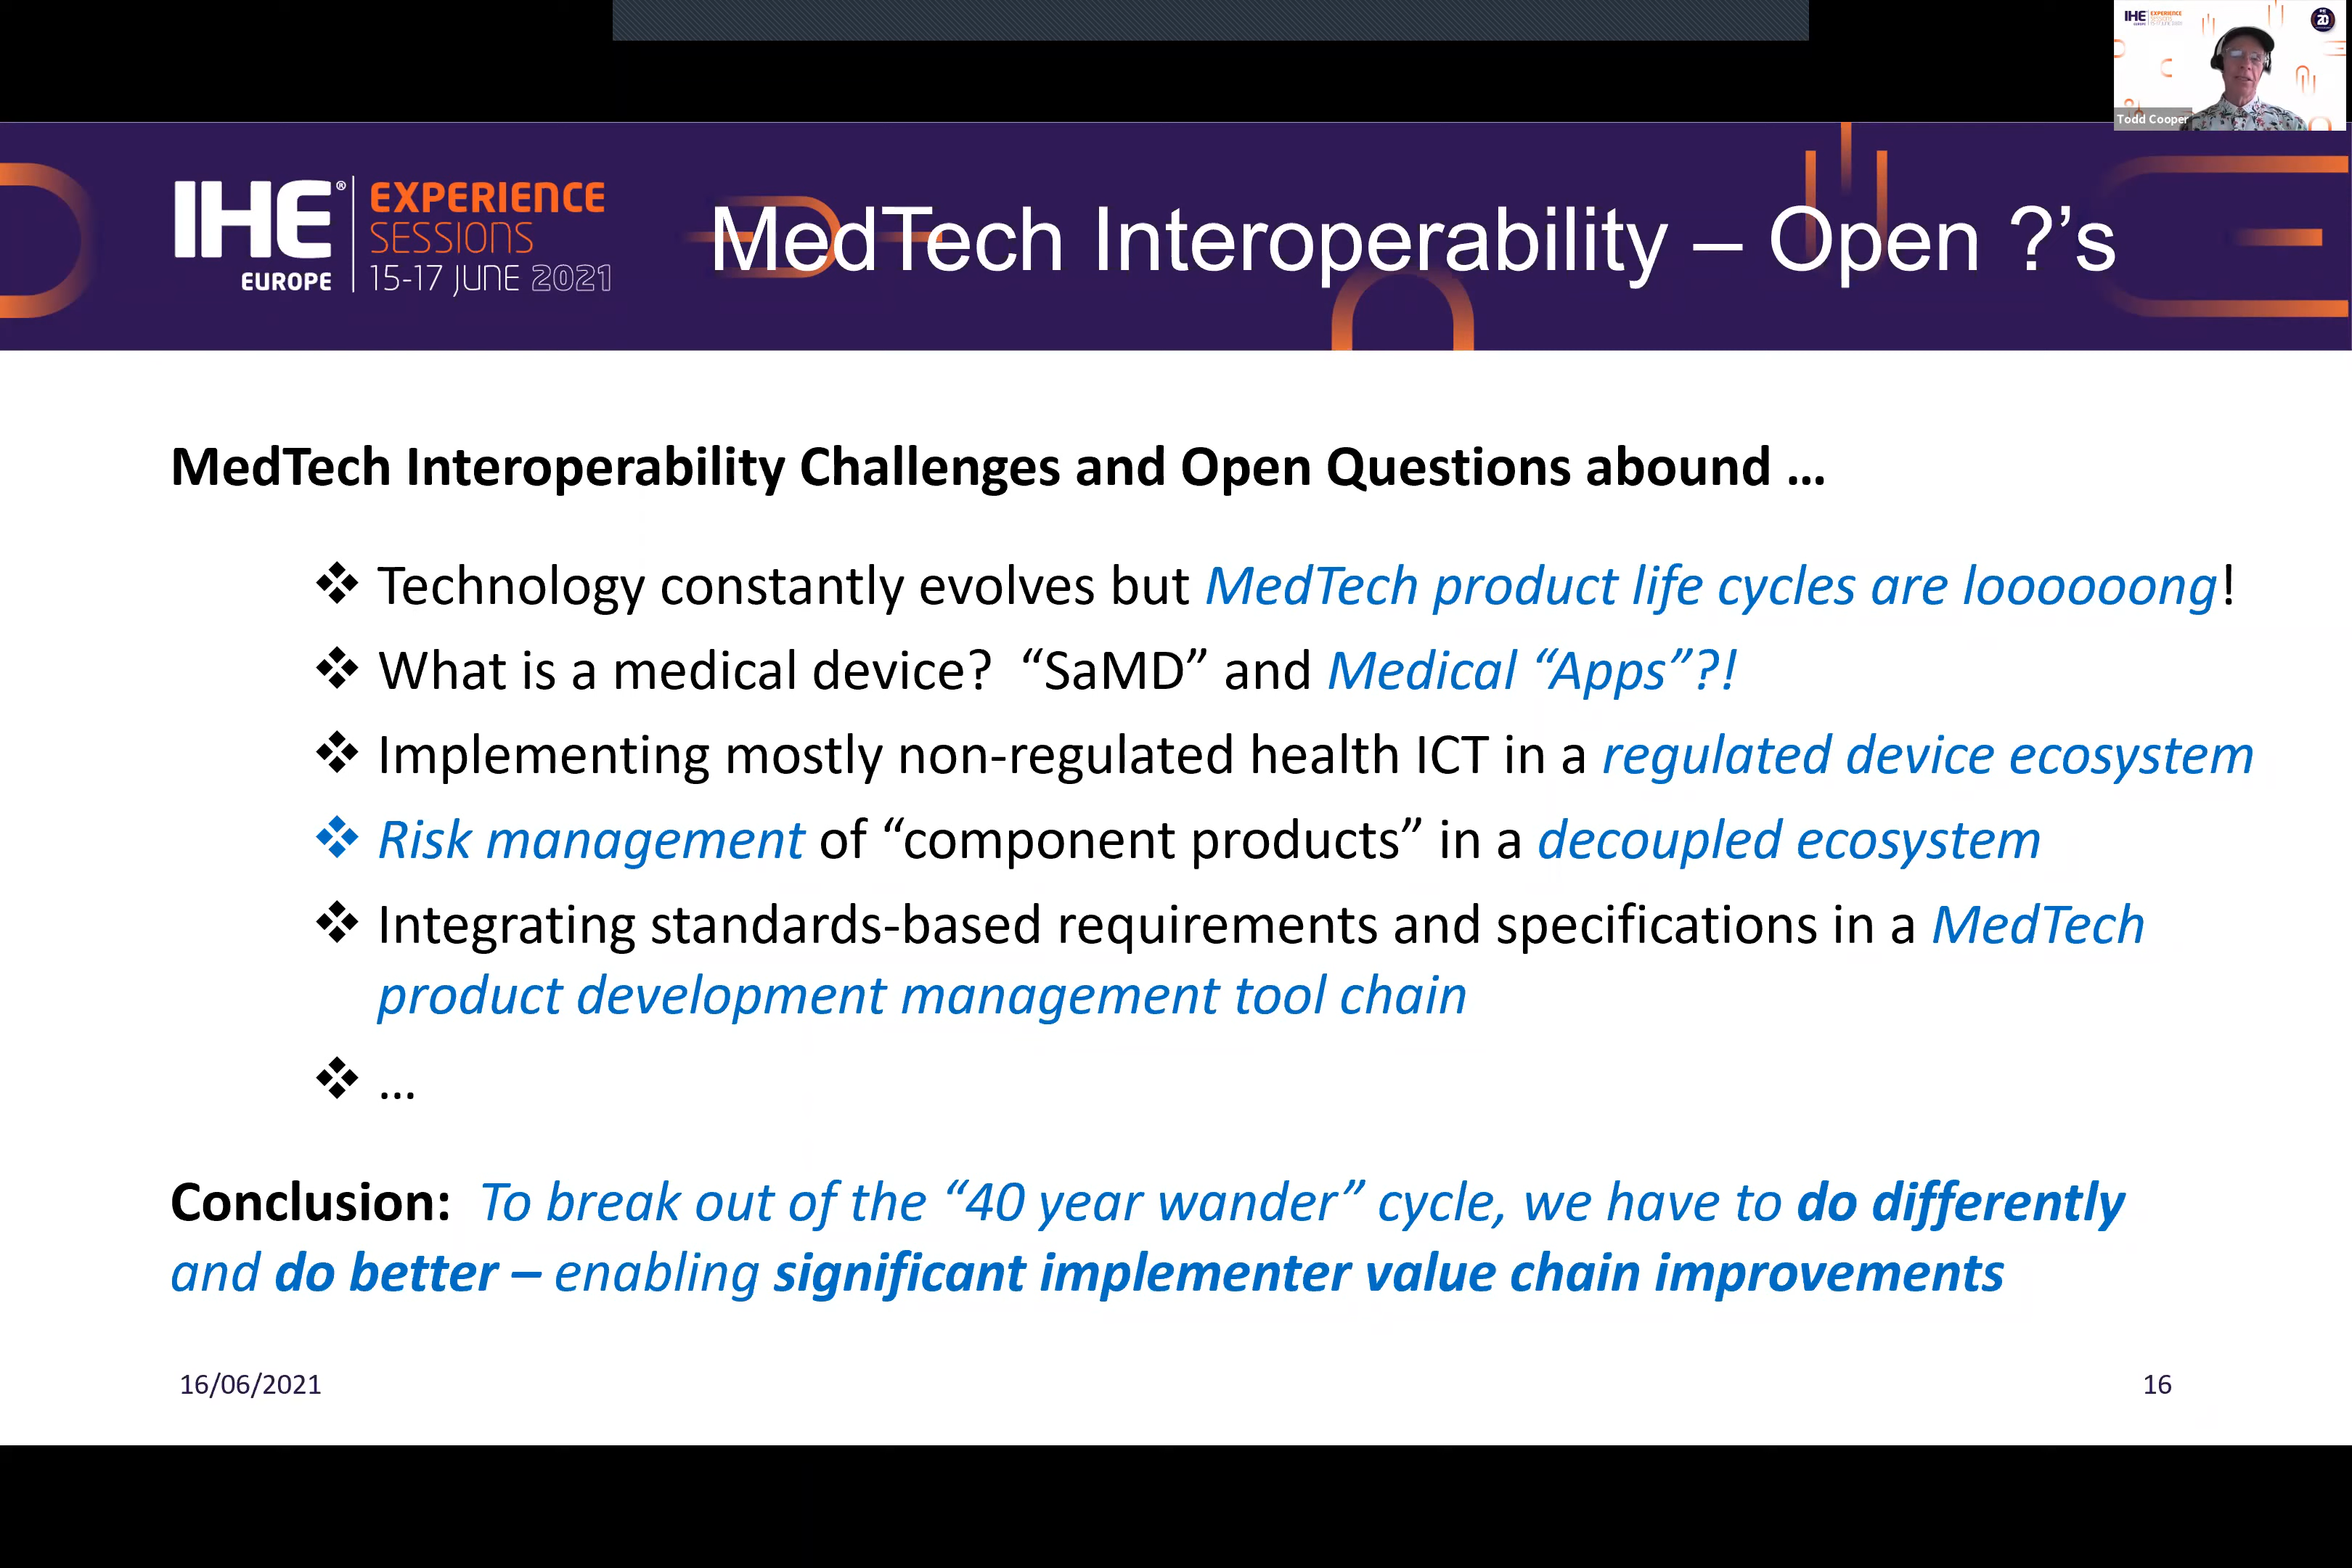 IHE® EXPERIENCE
SESSIONS
EUROPE 15-17 JUNE 2021
MedTech Interoperability – Open ?’s
IHE EXPERIENCE
20
Todd Cooper
MedTech Interoperability Challenges and Open Questions abound ...
❖ Technology constantly evolves but MedTech product life cycles are loooooong!
❖ What is a medical device?  “SaMD” and Medical “Apps”?!
❖ Implementing mostly non-regulated health ICT in a regulated device ecosystem
❖ Risk management of “component products” in a decoupled ecosystem
❖ Integrating standards-based requirements and specifications in a MedTech
product development management tool chain
❖ ...
Conclusion:  To break out of the “40 year wander” cycle, we have to do differently
and do better – enabling significant implementer value chain improvements
16/06/2021
16